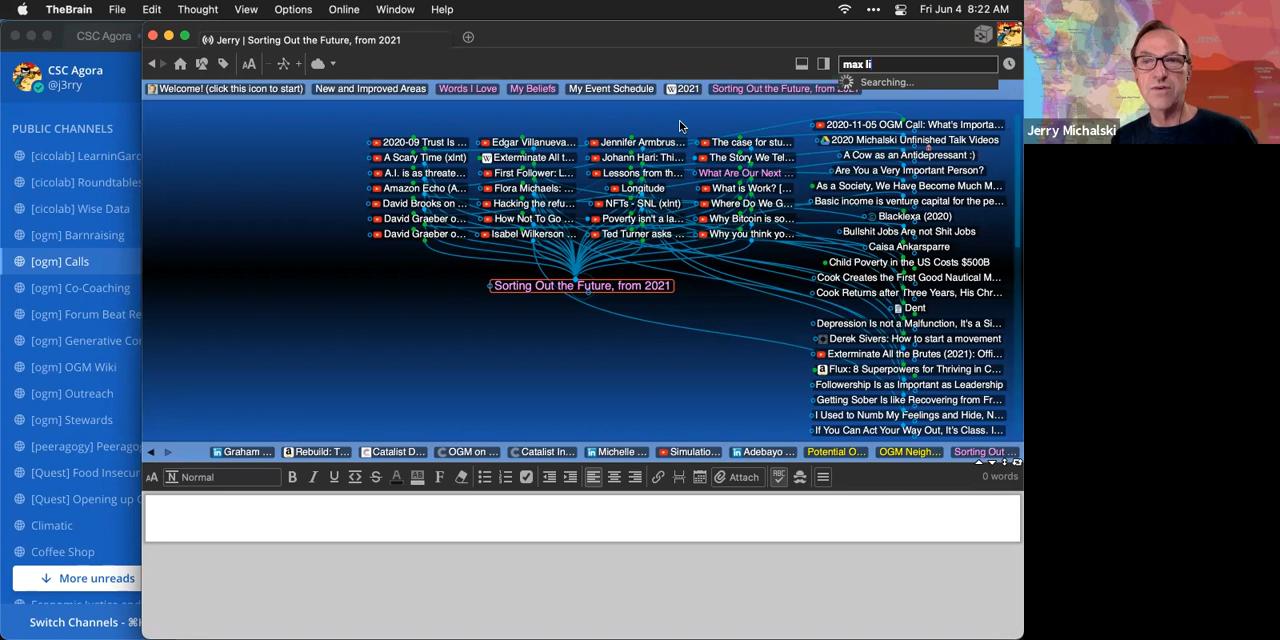 TheBrain File Edit Thought View Options Online Window Help
Fri Jun 4 8:22 AM
CSC Agora
Jerry | Sorting Out the Future, from 2021
CSC Agora
@j3rry
max li
Searching...
Welcome! (click this icon to start) New and Improved Areas Words I Love My Beliefs My Event Schedule 2021 Sorting Out the Future, from 2021
Jerry Michalski
PUBLIC CHANNELS
[cicolab] LearninGard
[cicolab] Roundtables
[cicolab] Wise Data
[ogm] Barnraising
[ogm] Calls
[ogm] Co-Coaching
[ogm] Forum Beat Re
[ogm] Generative Co
[ogm] OGM Wiki
[ogm] Outreach
[ogm] Stewards
[peeragogy] Peerago
[Quest] Food Insecur
[Quest] Opening up
Climatic
Coffee Shop
More unreads
Switch Channels -
2020-09 Trust Is ...
A Scary Time (xlnt)
A.I. is as threate...
Amazon Echo (A...
David Brooks on ...
David Graeber o...
David Graeber o...
Edgar Villanueva...
Exterminate All t...
First Follower: L...
Flora Michaels: ...
Hacking the refu...
How Not To Go ...
Isabel Wilkerson ...
Jennifer Armbrus...
Johann Hari: Thi...
Lessons from th...
Longitude
NFTs - SNL (xlnt)
Poverty isn't a la...
Ted Turner asks ...
The case for stu...
The Story We Tel...
What Are Our Next ...
What is Work? [...
Where Do We G...
Why Bitcoin is so...
Why you think yo...
Sorting Out the Future, from 2021
2020-11-05 OGM Call: What's Importa...
2020 Michalski Unfinished Talk Videos
A Cow as an Antidepressant :)
Are You a Very Important Person?
As a Society, We Have Become Much M...
Basic income is venture capital for the pe...
Blacklexa (2020)
Bullshit Jobs Are not Shit Jobs
Caisa Ankarsparre
Child Poverty in the US Costs $500B
Cook Creates the First Good Nautical M...
Cook Returns after Three Years, His Chr...
Dent
Depression Is not a Malfunction, It's a Si...
Derek Sivers: How to start a movement
Exterminate All the Brutes (2021): Offi...
Flux: 8 Superpowers for Thriving in C...
Followership Is as Important as Leadership
Getting Sober Is like Recovering from Fr...
I Used to Numb My Feelings and Hide, N...
If You Can Act Your Way Out, It's Class. I...
Graham ... Rebuild: T... Catalist D... OGM on ... Catalist In... Michelle ... Simulatio... Adebayo ... Potential O... OGM Neigh... Sorting Out ...
Normal
Attach
0 words